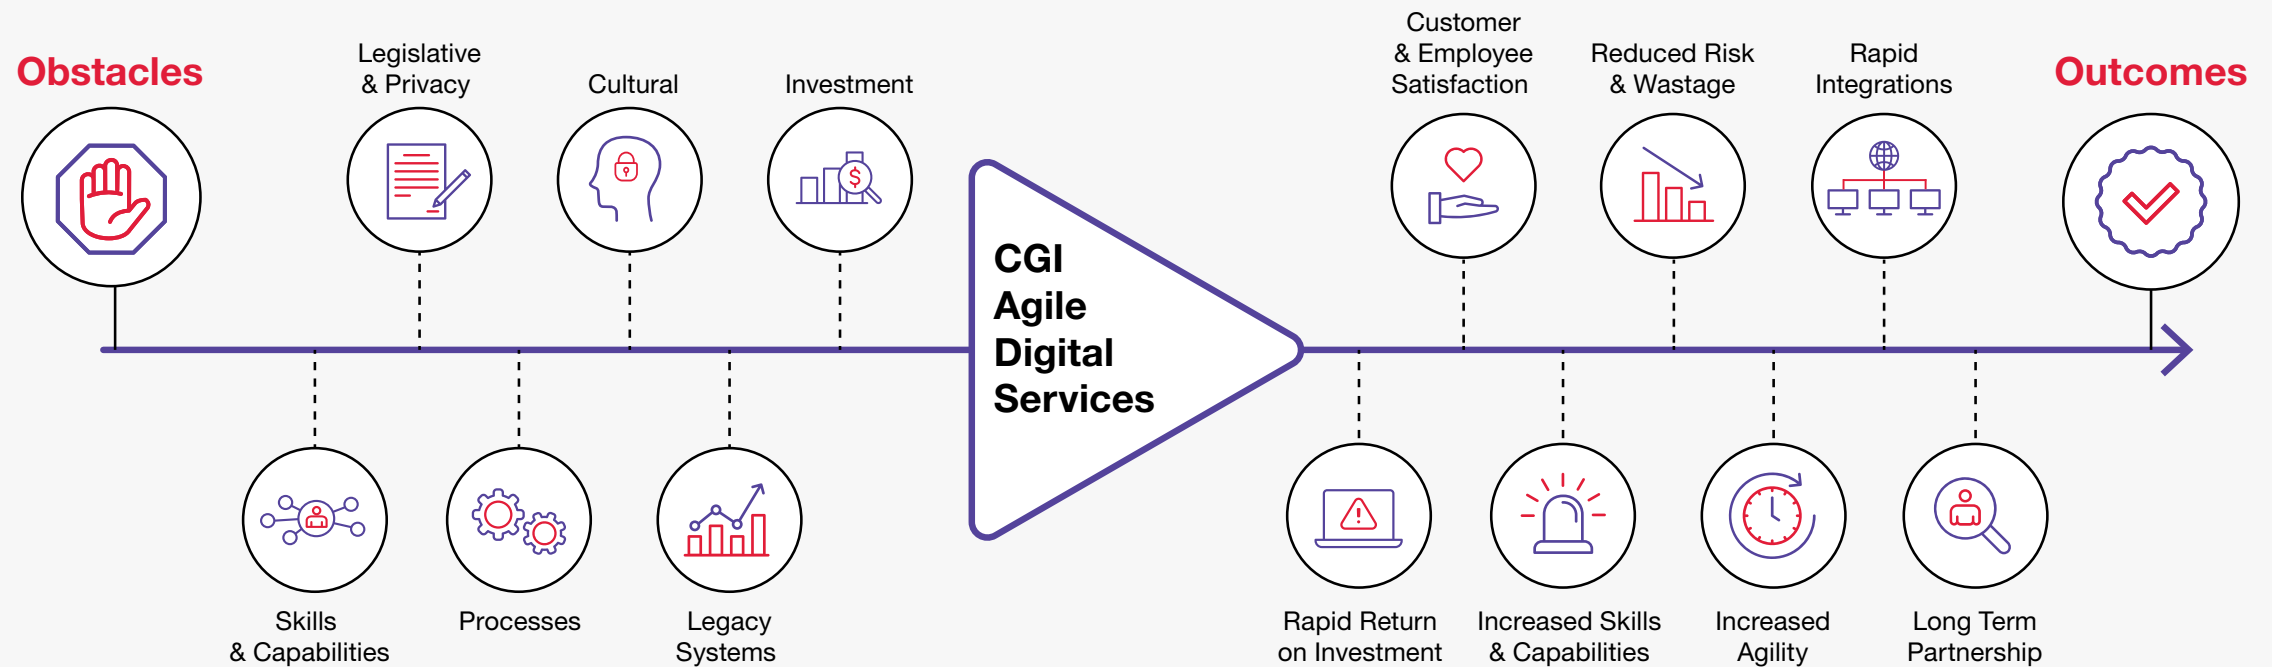 Obstacles
Legislative
& Privacy
Cultural
Investment
Skills
& Capabilities
Processes
Legacy
Systems
CGI
Agile
Digital
Services
Customer
& Employee
Satisfaction
Reduced Risk
& Wastage
Rapid
Integrations
Outcomes
Rapid Return
on Investment
Increased Skills
& Capabilities
Increased
Agility
Long Term
Partnership